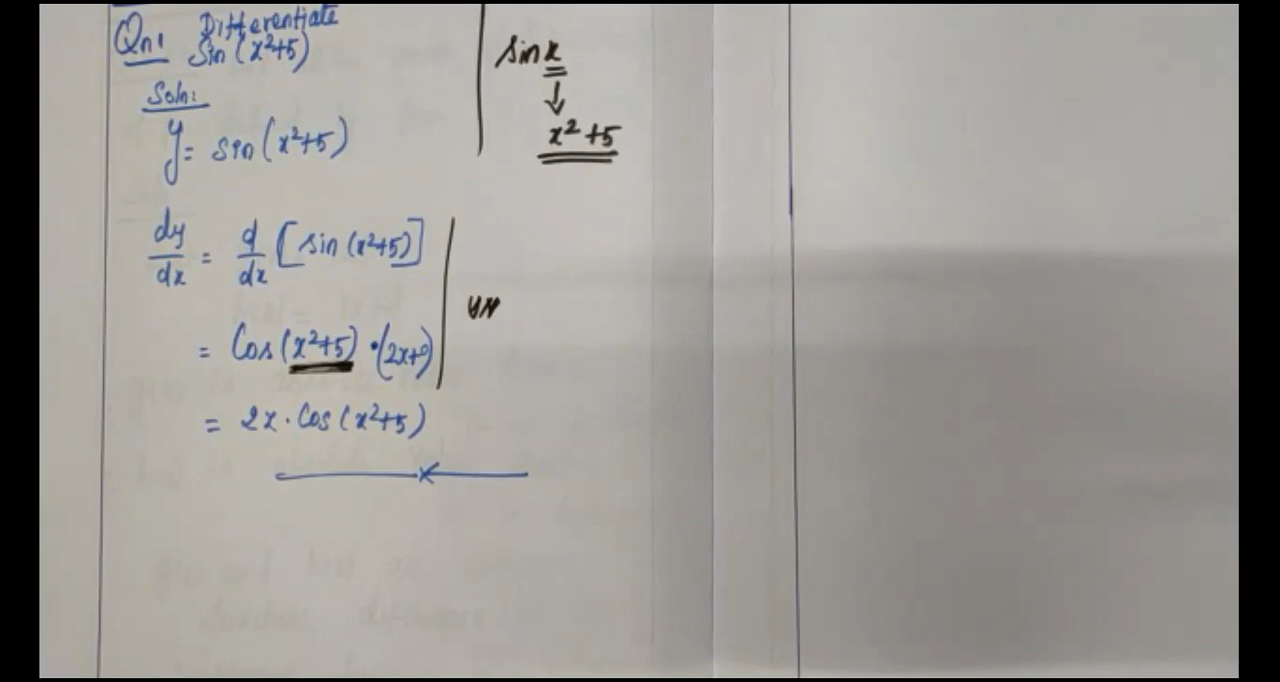 Qn: Differentiate
Sin(x²+5)
Soln:
y = sin(x²+5)
dy/dx = d/dx [sin(x²+5)]
= Cos(x²+5) · (2x+0)
= 2x · Cos(x²+5)
sin x
↓
x²+5